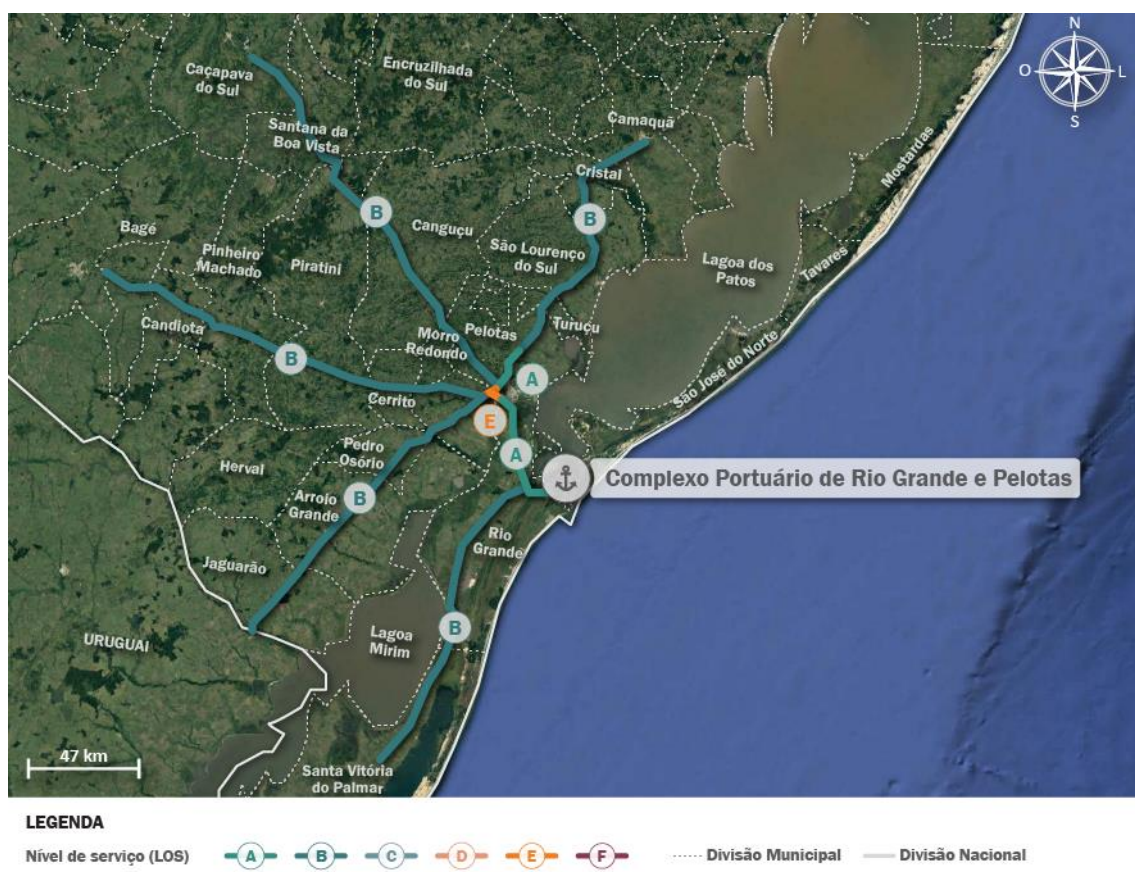 N
O
L
S
Caçapava
do Sul
Encruzilhada
do Sul
Camaquã
Santana da
Boa Vista
Cristal
Mostardas
B
B
Bagé
Canguçu
Pinheiro
Machado
Piratini
São Lourenço
do Sul
Lagoa dos
Patos
Tavares
Candiota
Pelotas
Turuçu
Morro
Redondo
São José do Norte
B
A
Cerrito
E
Pedro
Osório
A
Herval
Complexo Portuário de Rio Grande e Pelotas
Arroio
Grande
B
Rio
Grande
Jaguarão
URUGUAI
Lagoa
Mirim
B
47 km
Santa Vitória
do Palmar
LEGENDA
Nível de serviço (LOS) A B C D E F Divisão Municipal Divisão Nacional